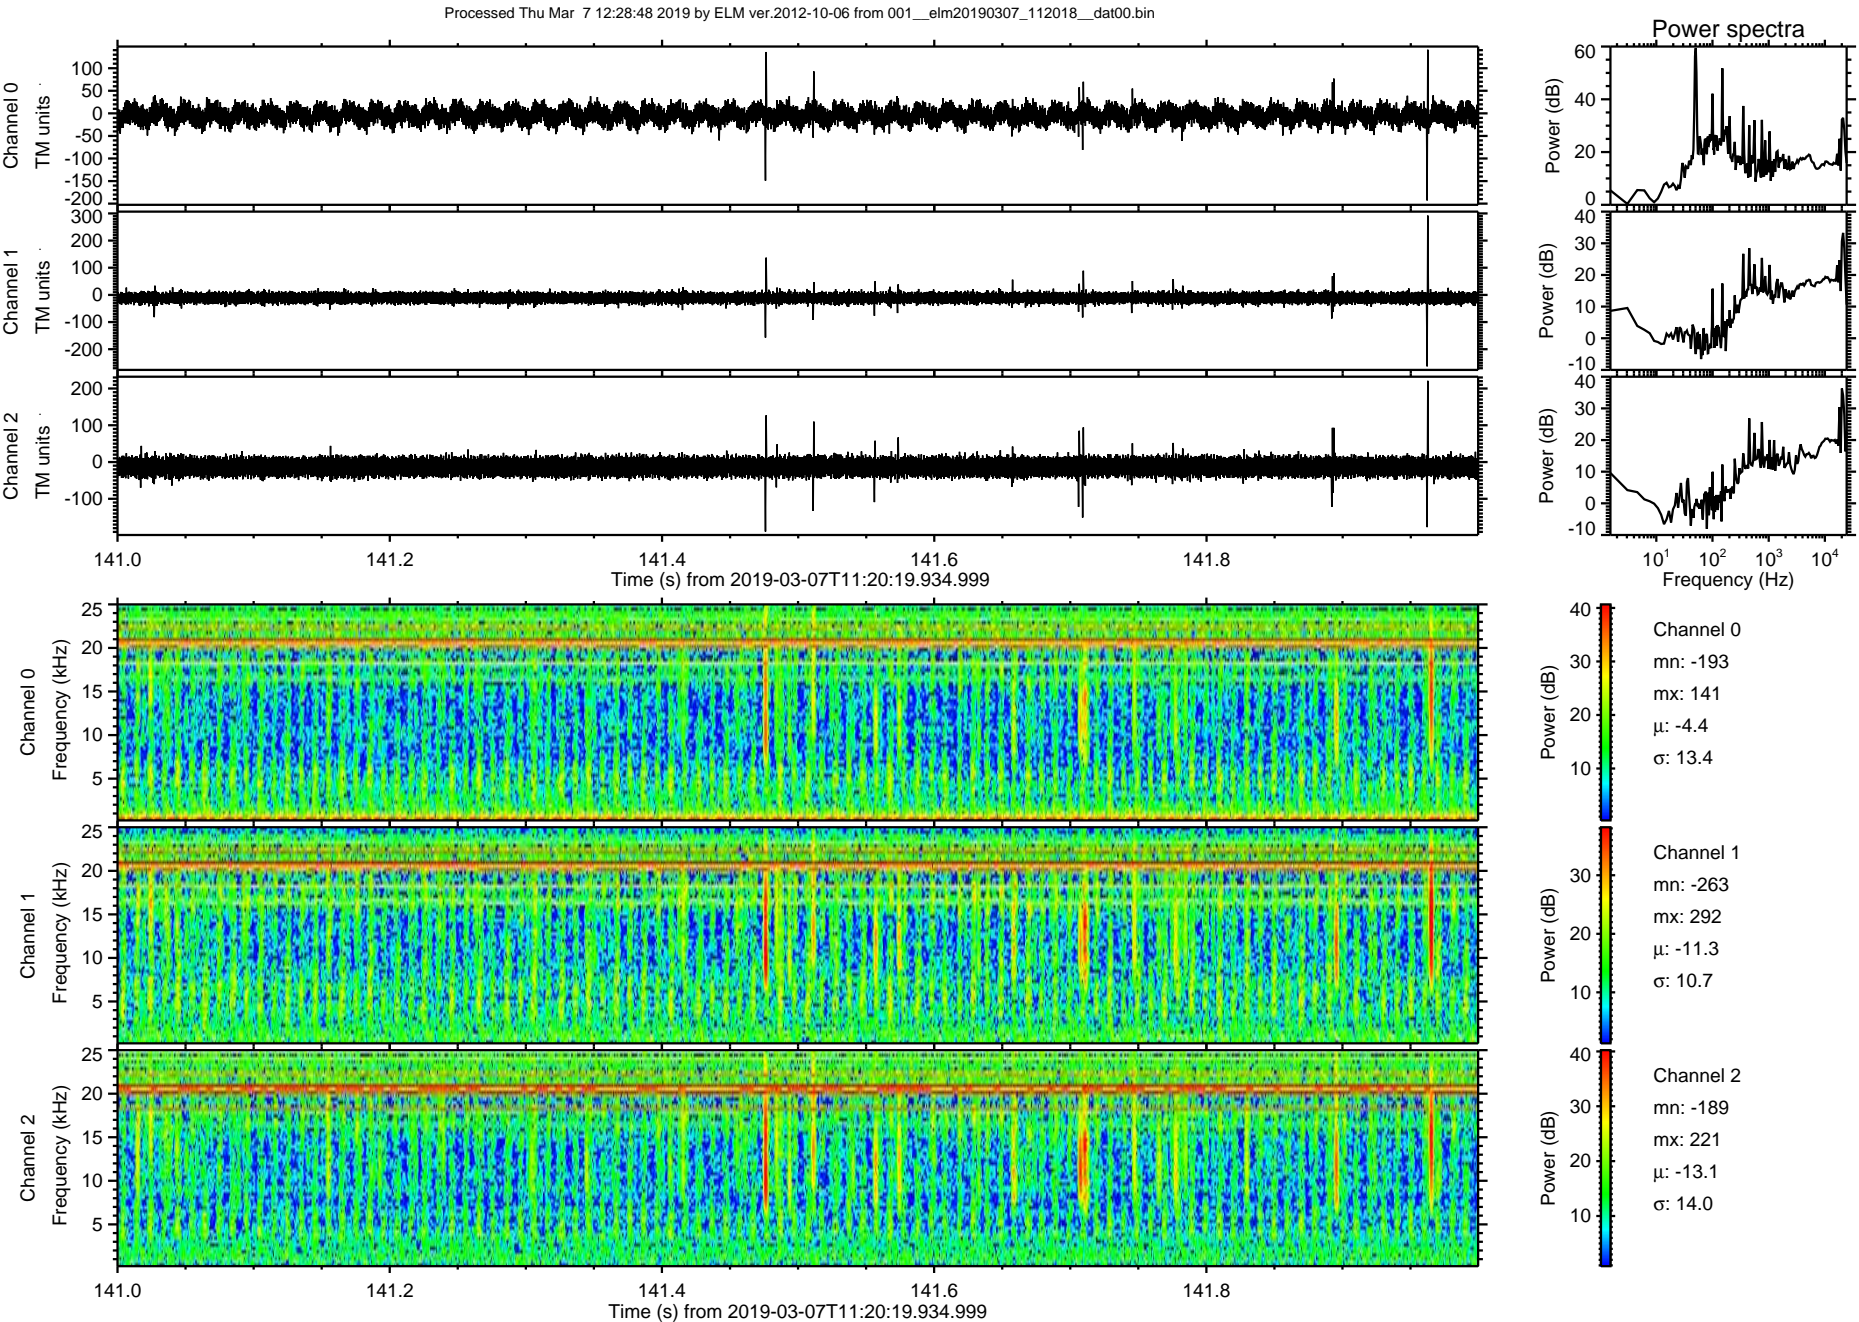 Processed Thu Mar  7 12:28:48 2019 by ELM ver.2012-10-06 from 001__elm20190307_112018__dat00.bin
Power spectra
Channel 0
TM units
100
50
0
-50
-100
-150
-200
Power (dB)
60
40
20
0
Channel 1
TM units
300
200
100
0
-100
-200
Power (dB)
40
30
20
10
0
-10
Channel 2
TM units
200
100
0
-100
Power (dB)
40
30
20
10
0
-10
141.0 141.2 141.4 141.6 141.8
Time (s) from 2019-03-07T11:20:19.934.999
10¹ 10² 10³ 10⁴
Frequency (Hz)
Channel 0
Frequency (kHz)
25
20
15
10
5
Power (dB)
40
30
20
10
Channel 0
mn: -193
mx: 141
μ: -4.4
σ: 13.4
Channel 1
Frequency (kHz)
25
20
15
10
5
Power (dB)
30
20
10
Channel 1
mn: -263
mx: 292
μ: -11.3
σ: 10.7
Channel 2
Frequency (kHz)
25
20
15
10
5
Power (dB)
40
30
20
10
Channel 2
mn: -189
mx: 221
μ: -13.1
σ: 14.0
141.0 141.2 141.4 141.6 141.8
Time (s) from 2019-03-07T11:20:19.934.999